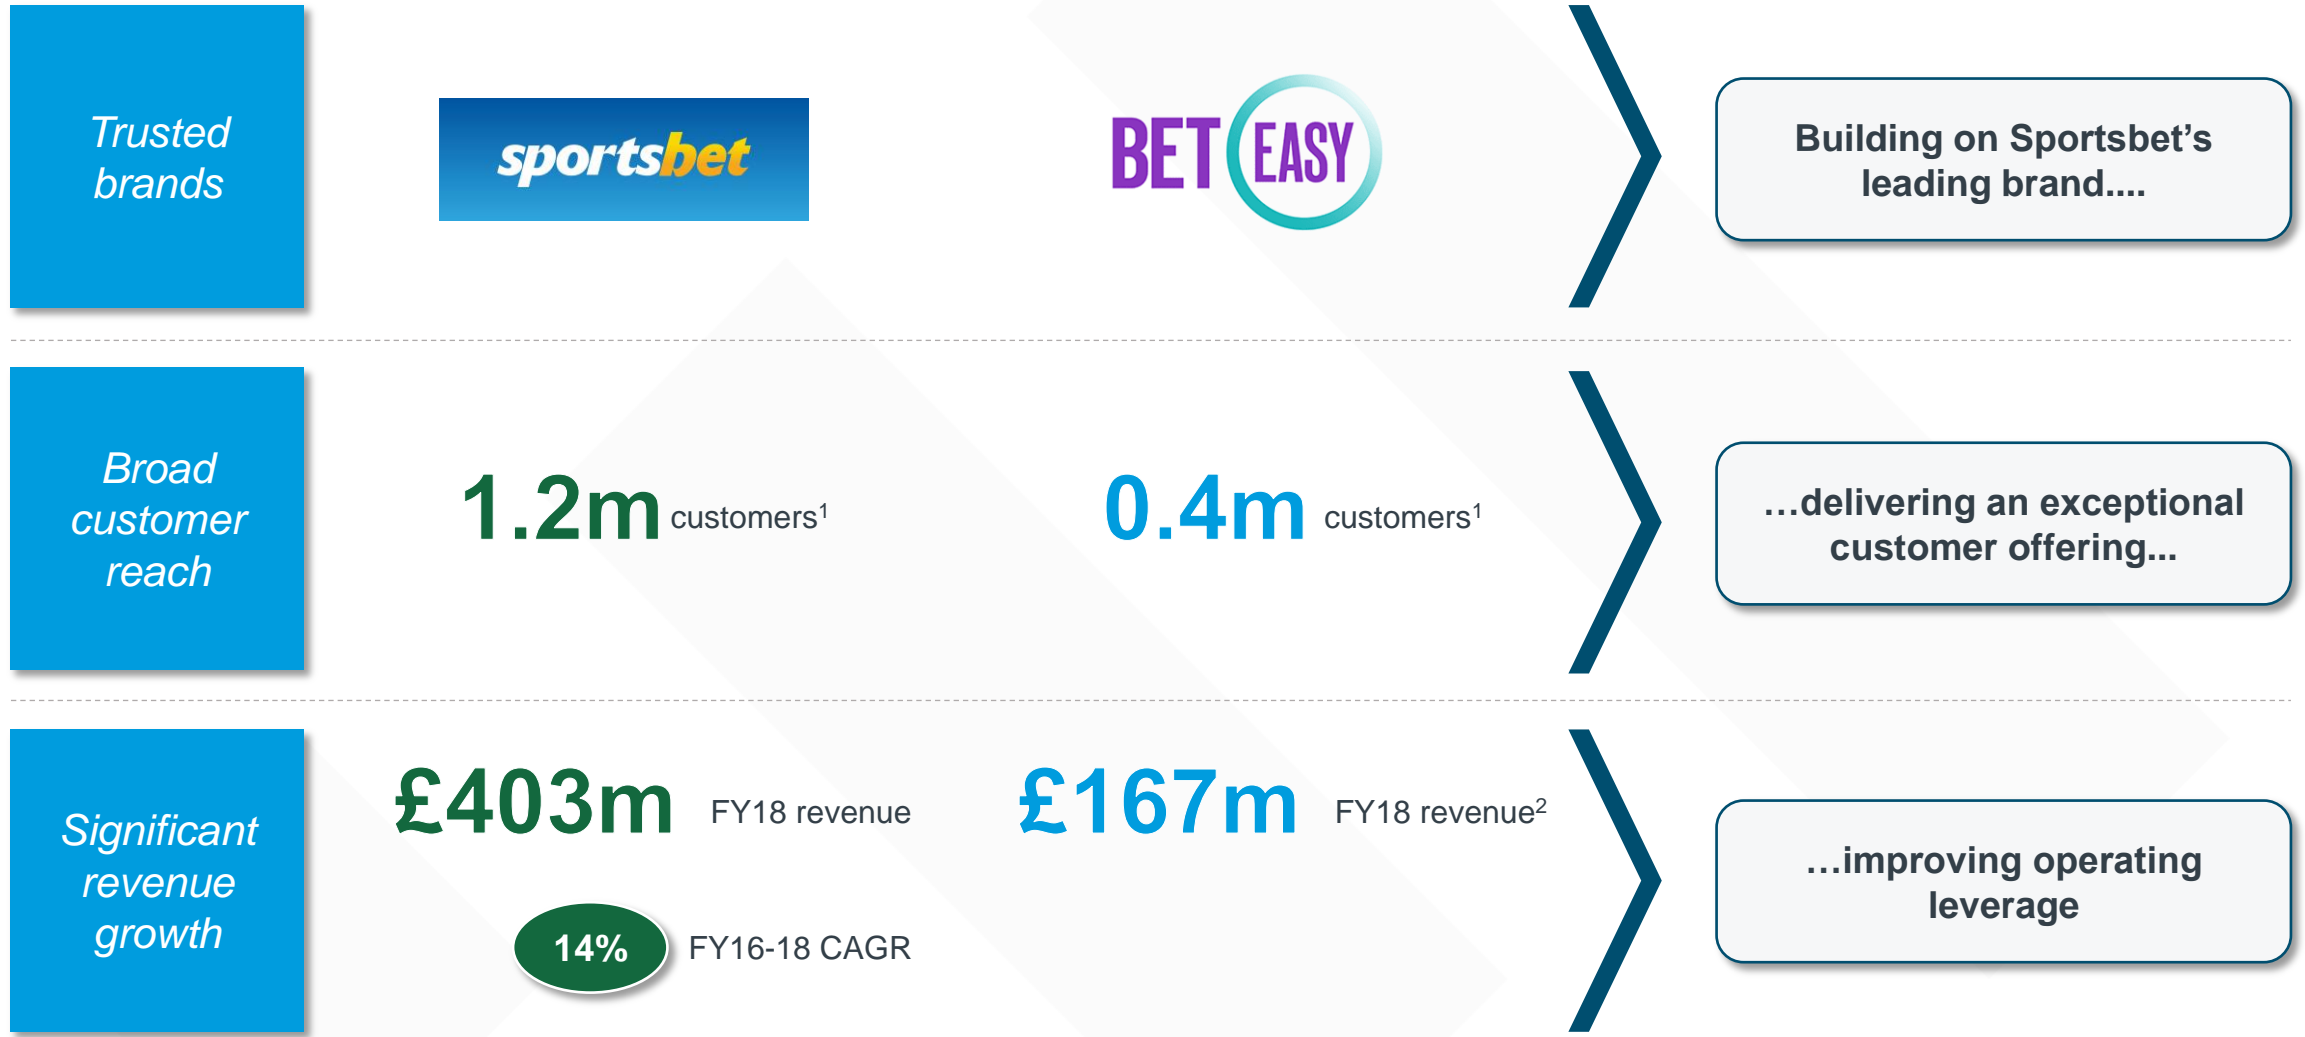 Trusted
brands
sportsbet
BET EASY
Building on Sportsbet’s
leading brand....
Broad
customer
reach
1.2m customers¹
0.4m customers¹
…delivering an exceptional
customer offering...
Significant
revenue
growth
£403m FY18 revenue
£167m FY18 revenue²
14% FY16-18 CAGR
…improving operating
leverage